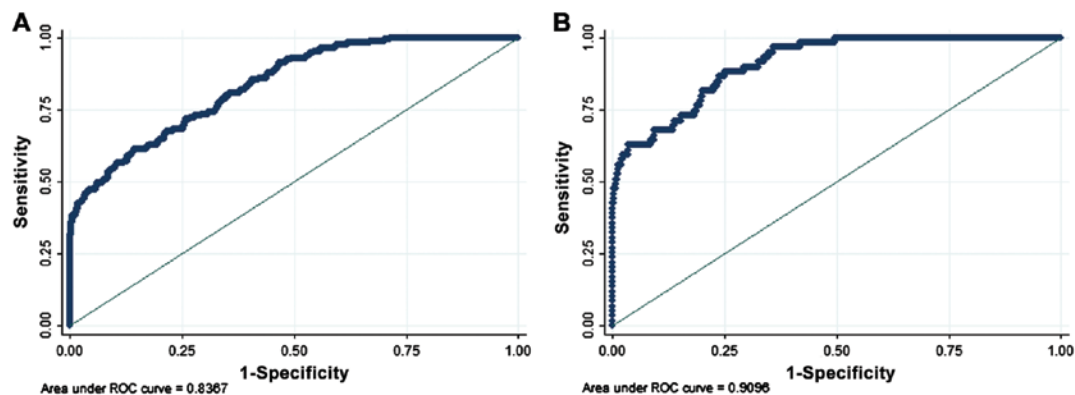 A
B
Sensitivity
1.00
0.75
0.50
0.25
0.00
0.00 0.25 0.50 0.75 1.00
1-Specificity
Area under ROC curve = 0.8367
Sensitivity
1.00
0.75
0.50
0.25
0.00
0.00 0.25 0.50 0.75 1.00
1-Specificity
Area under ROC curve = 0.9096